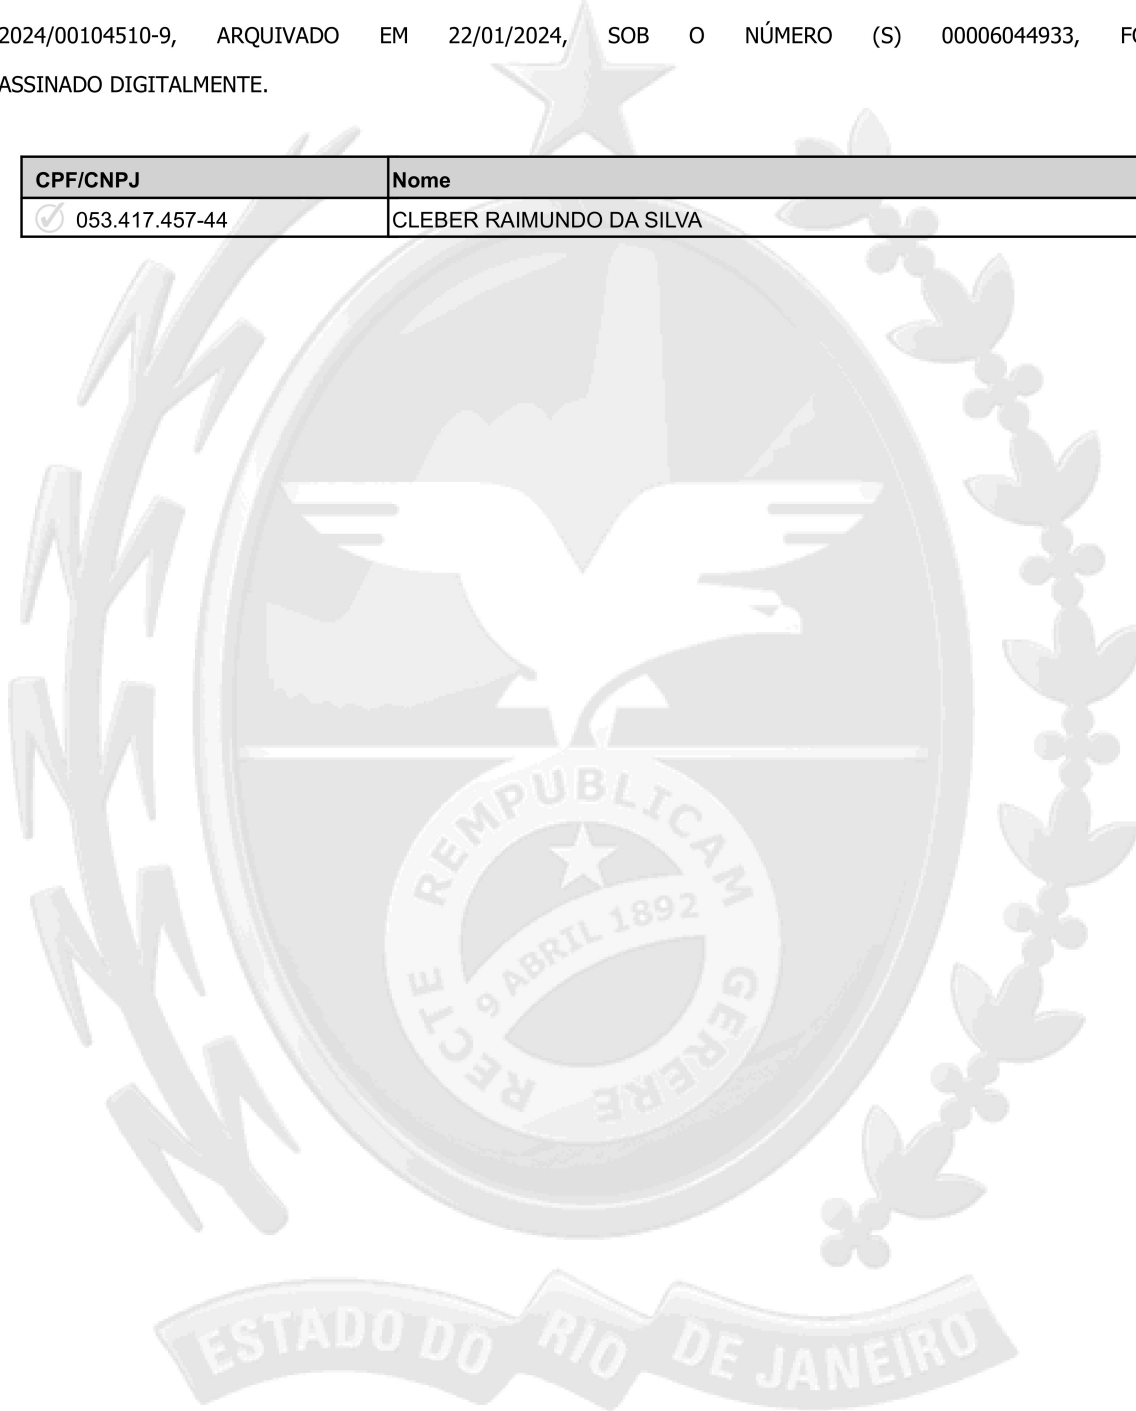 2024/00104510-9, ARQUIVADO EM 22/01/2024, SOB O NÚMERO (S) 00006044933,
ASSINADO DIGITALMENTE.
CPF/CNPJ Nome
053.417.457-44 CLEBER RAIMUNDO DA SILVA
REMPUBLICAM
9 ABRIL 1892
RECTE GERERE
ESTADO DO RIO DE JANEIRO